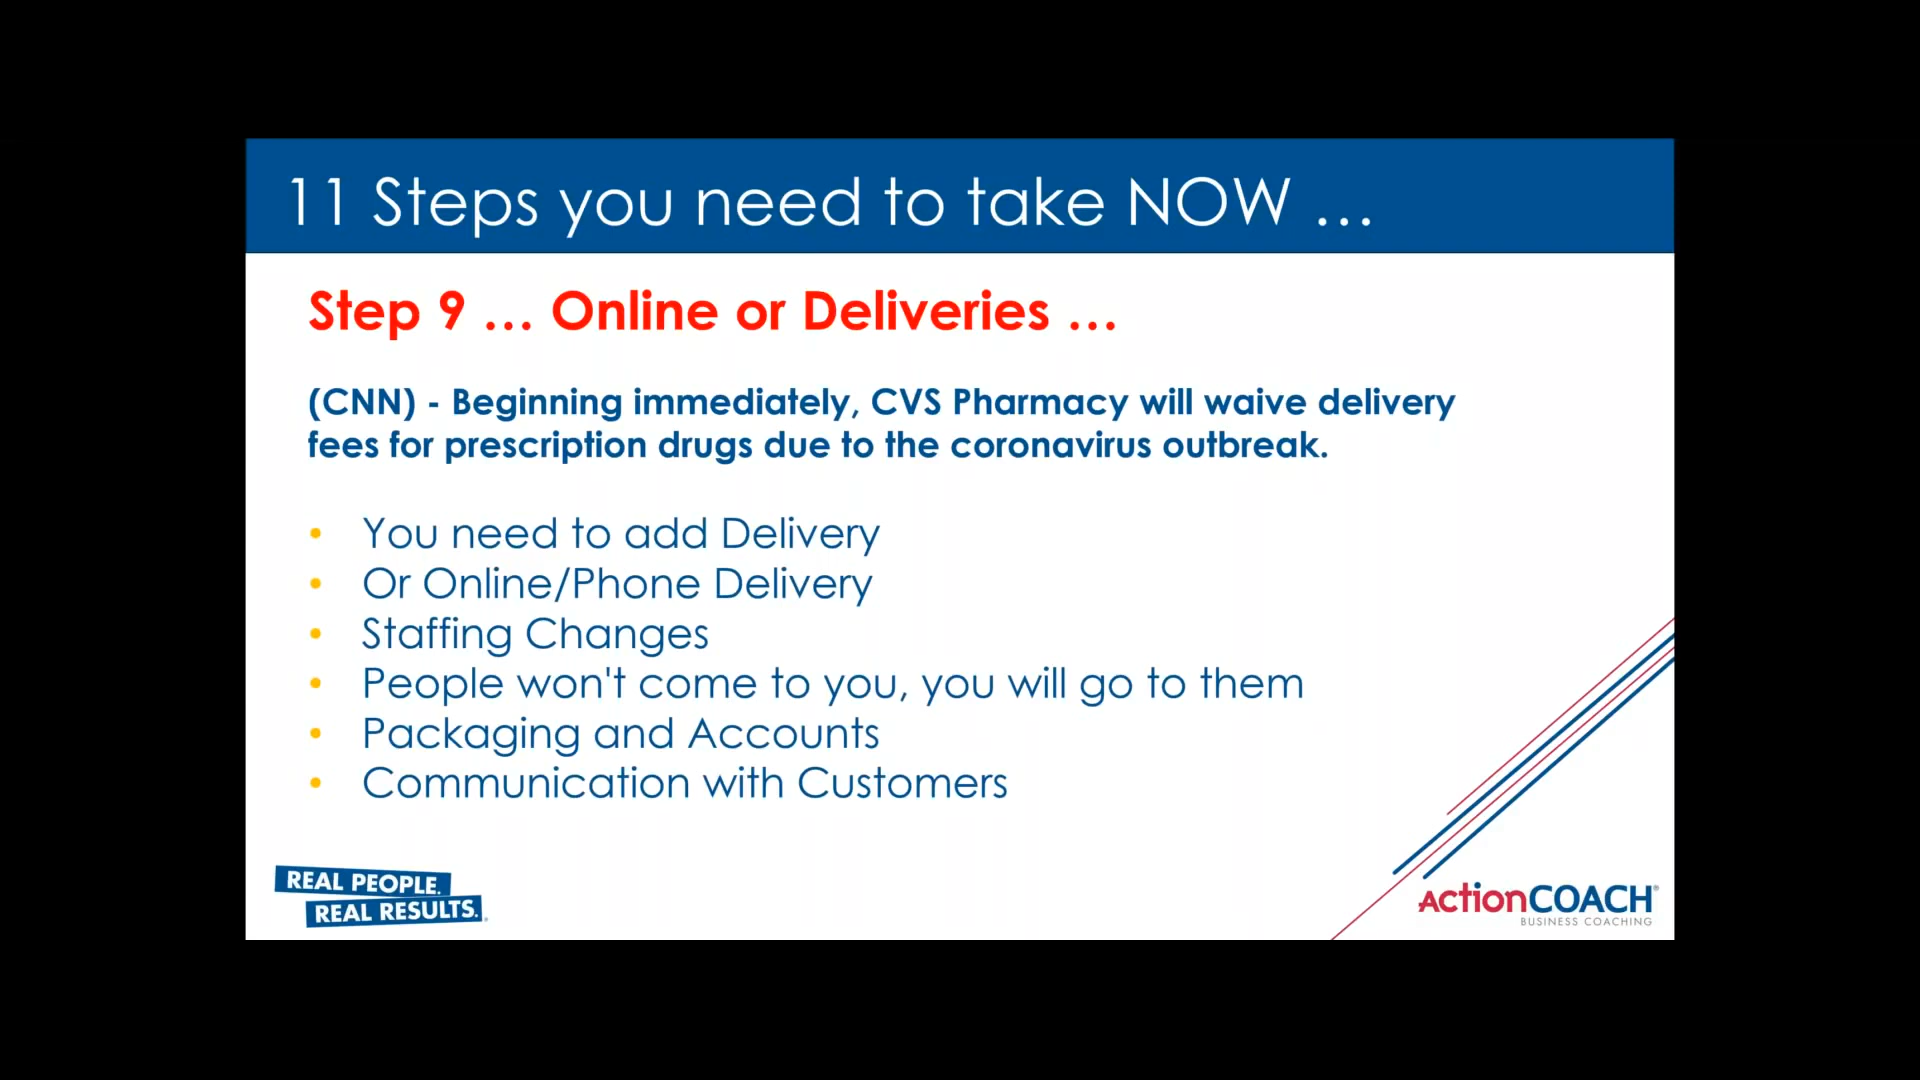 11 Steps you need to take NOW ...
Step 9 ... Online or Deliveries ...
(CNN) - Beginning immediately, CVS Pharmacy will waive delivery
fees for prescription drugs due to the coronavirus outbreak.
• You need to add Delivery
• Or Online/Phone Delivery
• Staffing Changes
• People won't come to you, you will go to them
• Packaging and Accounts
• Communication with Customers
REAL PEOPLE.
REAL RESULTS.
ActionCOACH®
BUSINESS COACHING